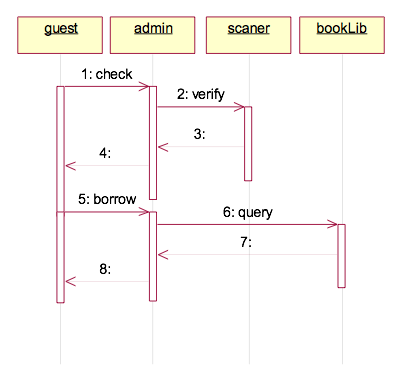 guest admin scaner bookLib
1: check
2: verify
3:
4:
5: borrow
6: query
7:
8: